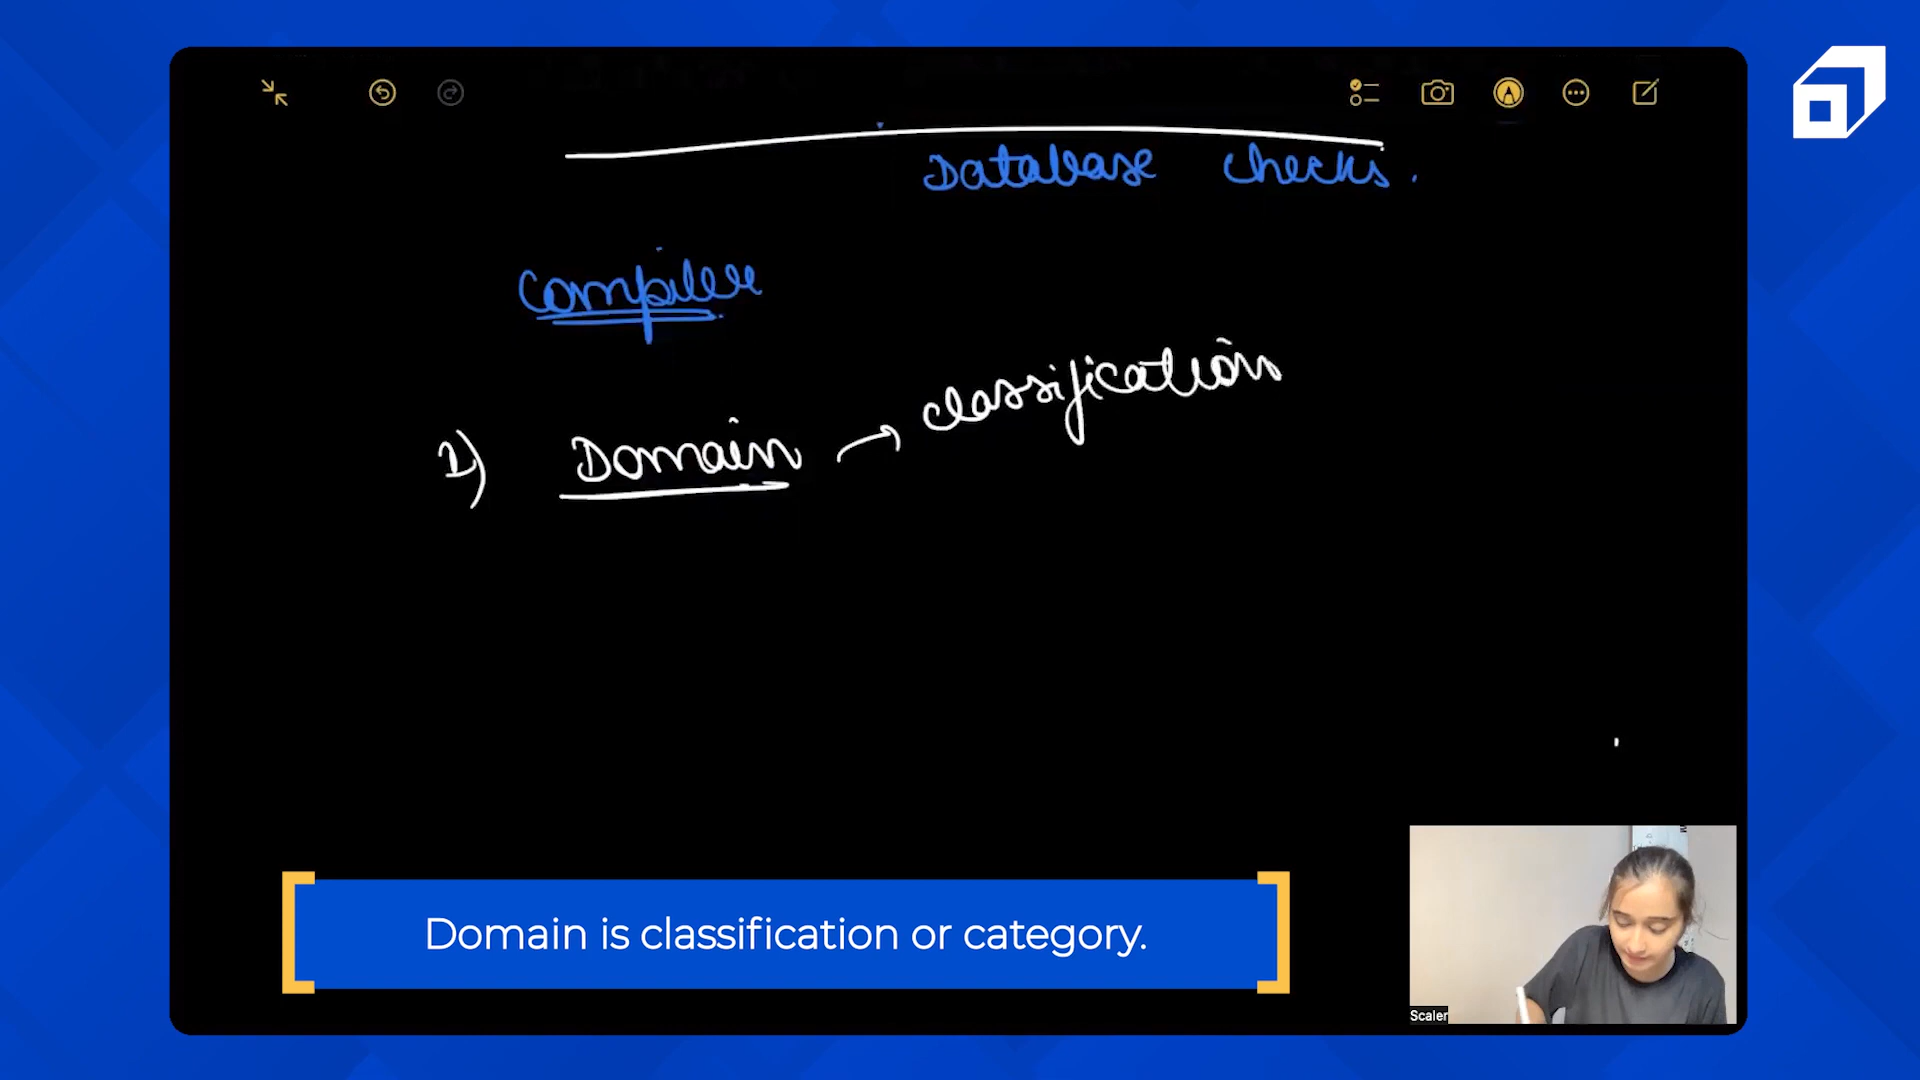 Database checks.
Compiler
1) Domain → classification
Domain is classification or category.
Scaler